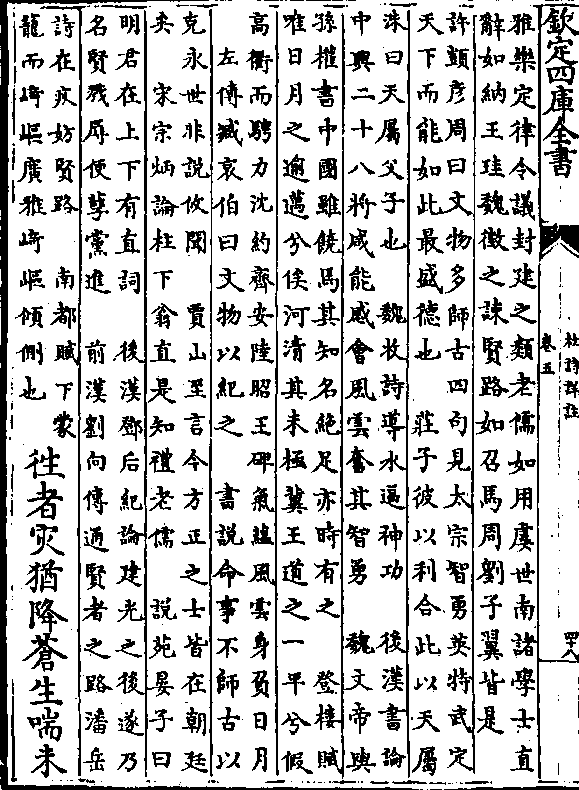 欽定四庫全書
杜詩詳註
卷五
四八
雅樂定律令議封建之類老儒如用虞世南諸學士直
辭如納王珪魏徵之諫賢路如召馬周劉子翼皆是
許顗彦周曰文物多師古四句見太宗智勇英特武定
天下而能如此最盛德也 莊子彼以利合此以天屬
洙曰天屬父子也 魏收詩導水逼神功 後漢書論
中興二十八將咸能感會風雲奮其智勇 魏文帝與
孫權書中國雖饒馬其知名絶足亦時有之 登樓賦
唯日月之逾邁兮俟河清其未極冀王道之一平兮假
高衢而騁力沈約齊安陸昭王碑氣蘊風雲身負日月
左傳臧哀伯曰文物以紀之 書説命事不師古以
克永世非説攸聞 賈山至言今方正之士皆在朝廷
矣 宋宗炳論柱下翁直是知禮老儒 説苑晏子曰
明君在上下有直詞 後漢鄧后紀論建光之後遂乃
名賢戮辱便孽黨進 前漢劉向傳通賢者之路潘岳
詩在疚妨賢路 南都賦下蒙
龍而崎嶇廣雅崎嶇傾側也
徃者灾猶降蒼生喘未